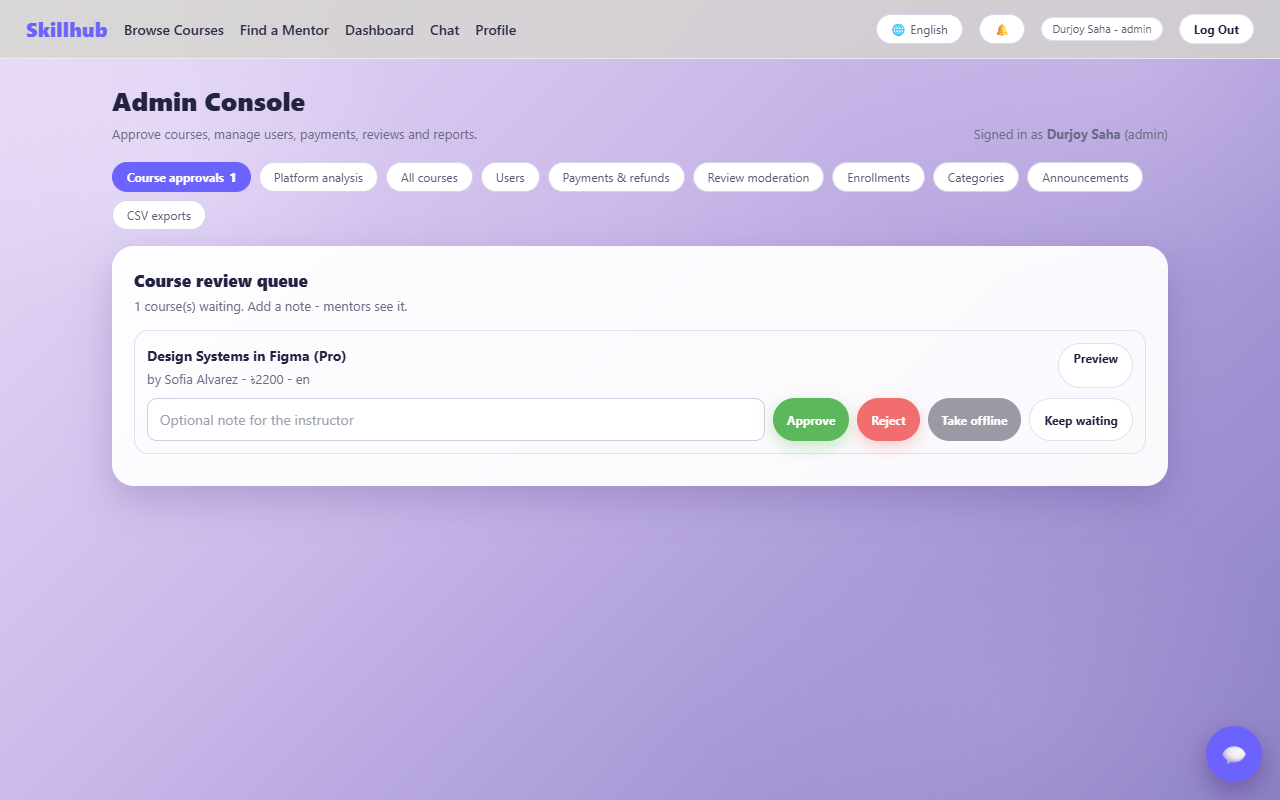 Skillhub Browse Courses Find a Mentor Dashboard Chat Profile 🌐 English 🔔 Durjoy Saha - admin Log Out
Admin Console
Approve courses, manage users, payments, reviews and reports. Signed in as Durjoy Saha (admin)
Course approvals 1 Platform analysis All courses Users Payments & refunds Review moderation Enrollments Categories Announcements
CSV exports
Course review queue
1 course(s) waiting. Add a note - mentors see it.
Design Systems in Figma (Pro) Preview
by Sofia Alvarez - ৳2200 - en
Optional note for the instructor Approve Reject Take offline Keep waiting